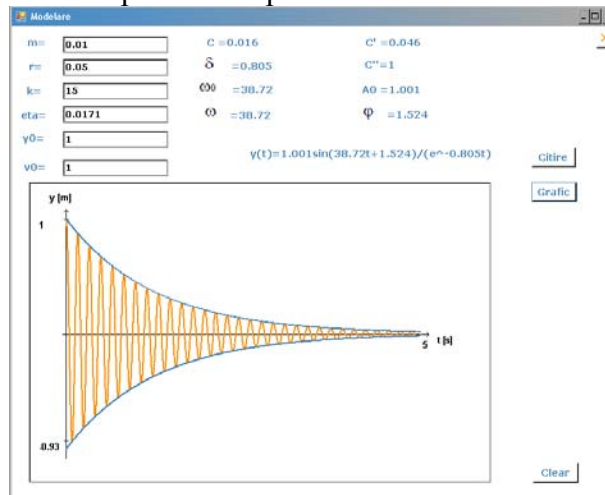 Modelare
m= 0.01 C =0.016 C' =0.046
r= 0.05 δ =0.805 C''=1
k= 15 ω0 =38.72 A0 =1.001
eta= 0.0171 ω =38.72 φ =1.524
y0= 1
y(t)=1.001sin(38.72t+1.524)/(e^-0.805t)
v0= 1
Citire
Grafic
y [m]
1
5 t [s]
-0.93
Clear